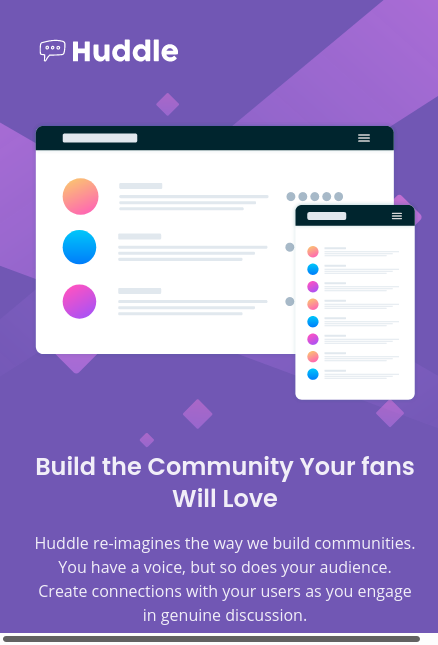 Huddle
Build the Community Your fans
Will Love
Huddle re-imagines the way we build communities.
You have a voice, but so does your audience.
Create connections with your users as you engage
in genuine discussion.